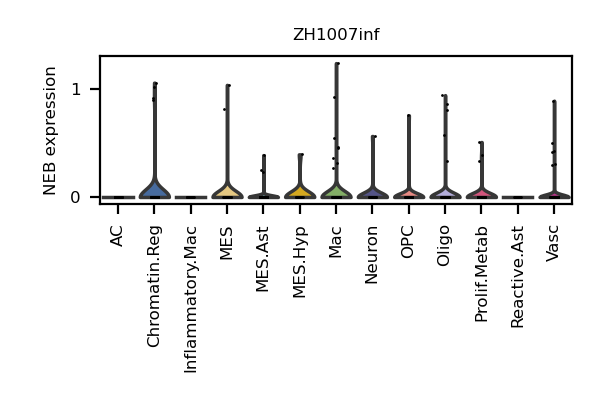 ZH1007inf
NEB expression
1
0
AC
Chromatin.Reg
Inflammatory.Mac
MES
MES.Ast
MES.Hyp
Mac
Neuron
OPC
Oligo
Prolif.Metab
Reactive.Ast
Vasc